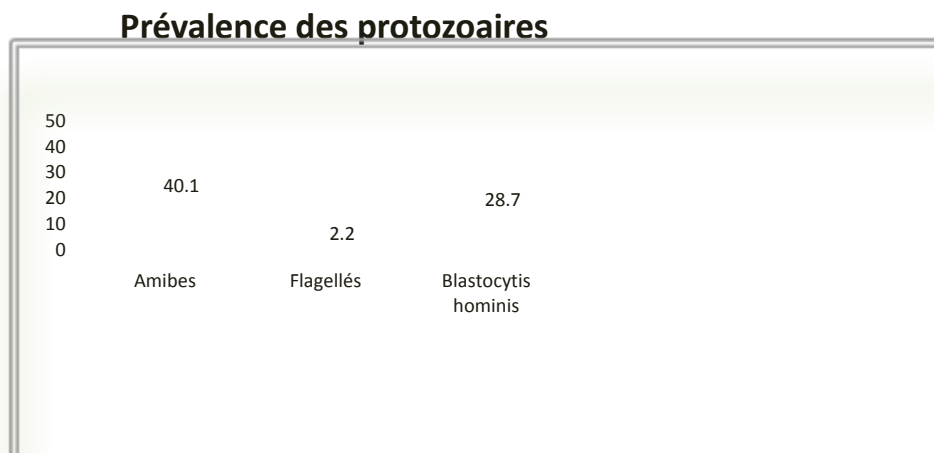 Prévalence des protozoaires
50
40
30
20
10
0
40.1
2.2
28.7
Amibes
Flagellés
Blastocytis
hominis